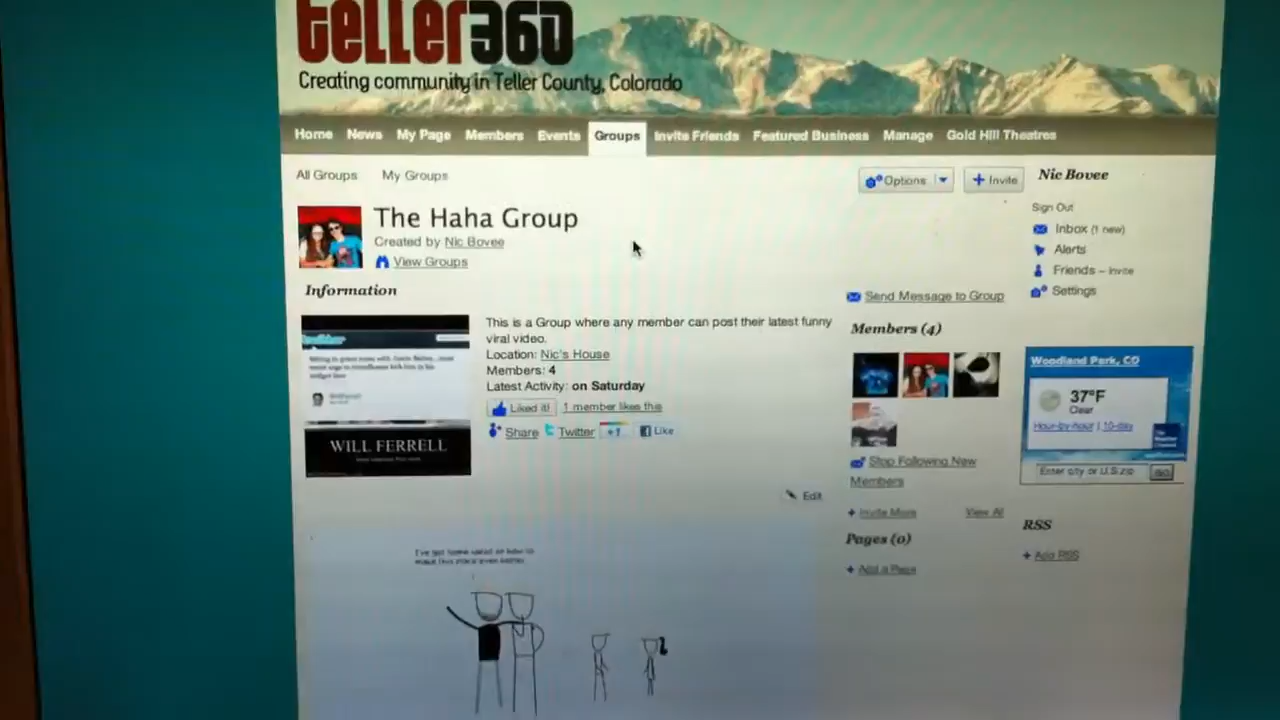 teller360
Creating community in Teller County, Colorado
Home News My Page Members Events Groups Invite Friends Featured Business Manage Gold Hill Theatres
All Groups My Groups
Options
+ Invite
Nic Bovee
Sign Out
Inbox (1 new)
Alerts
Friends – Invite
Settings
The Haha Group
Created by Nic Bovee
View Groups
Information
Send Message to Group
This is a Group where any member can post their latest funny
viral video.
Location: Nic's House
Members: 4
Latest Activity: on Saturday
Liked it! 1 member likes this
Share Twitter +1 Like
WILL FERRELL
Edit
Members (4)
Stop Following New
Members
+ Invite More View All
Pages (0)
+ Add a Page
Woodland Park, CO
37°F
Clear
Hour-by-hour | 10-day
Enter city or U.S. zip GO
RSS
+ Add RSS